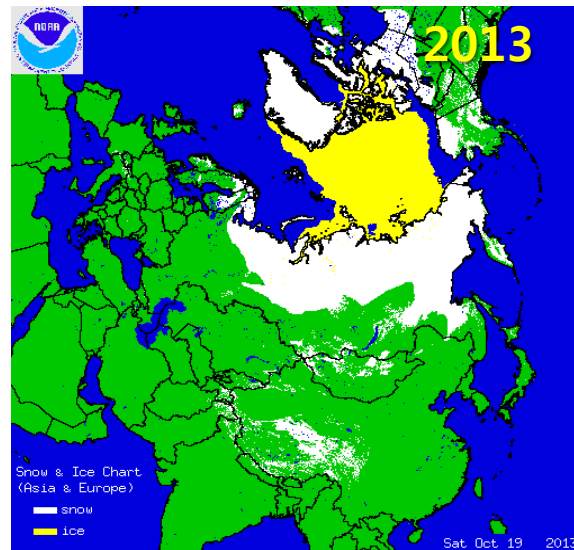 NOAA
2013
Snow & Ice Chart
(Asia & Europe)
snow
ice
Sat Oct 19 2013